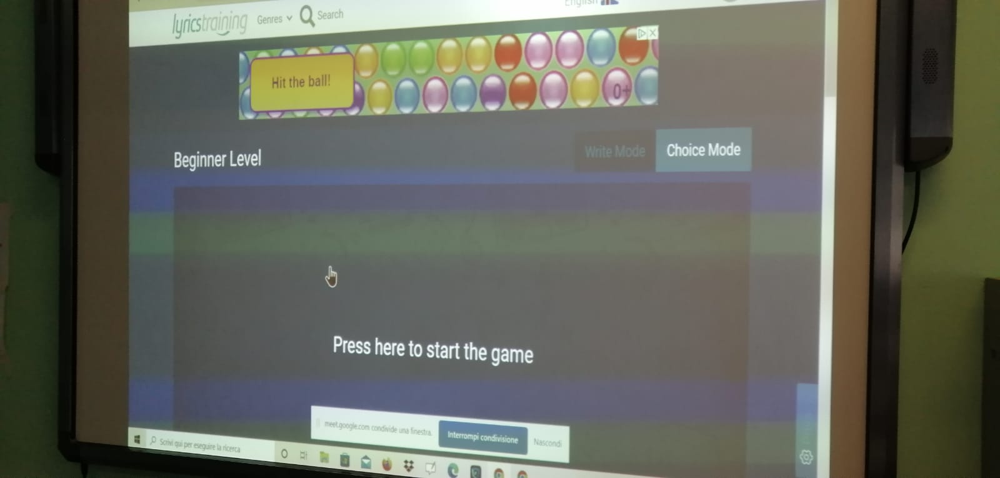 lyricstraining Genres Search English
Hit the ball!
0+
Beginner Level
Write Mode Choice Mode
Press here to start the game
meet.google.com condivide una finestra. Interrompi condivisione Nascondi
Scrivi qui per eseguire la ricerca